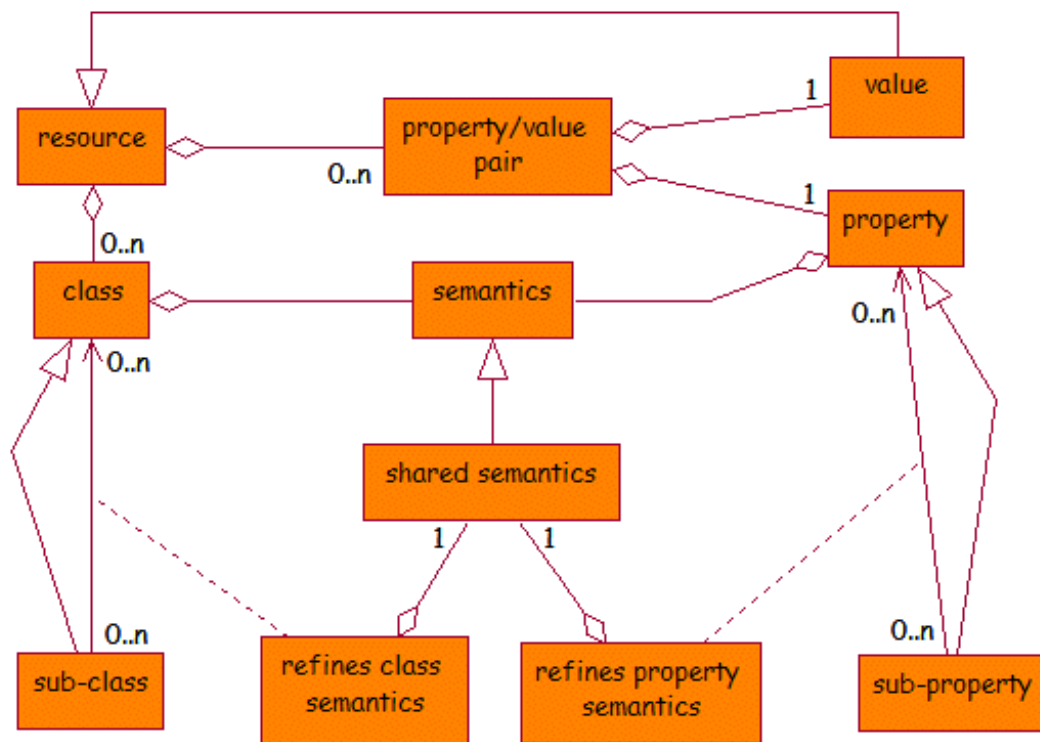 value
1
resource
property/value
pair
0..n
1
property
0..n
class
semantics
0..n
0..n
shared semantics
1
1
0..n
0..n
sub-class
refines class
semantics
refines property
semantics
sub-property